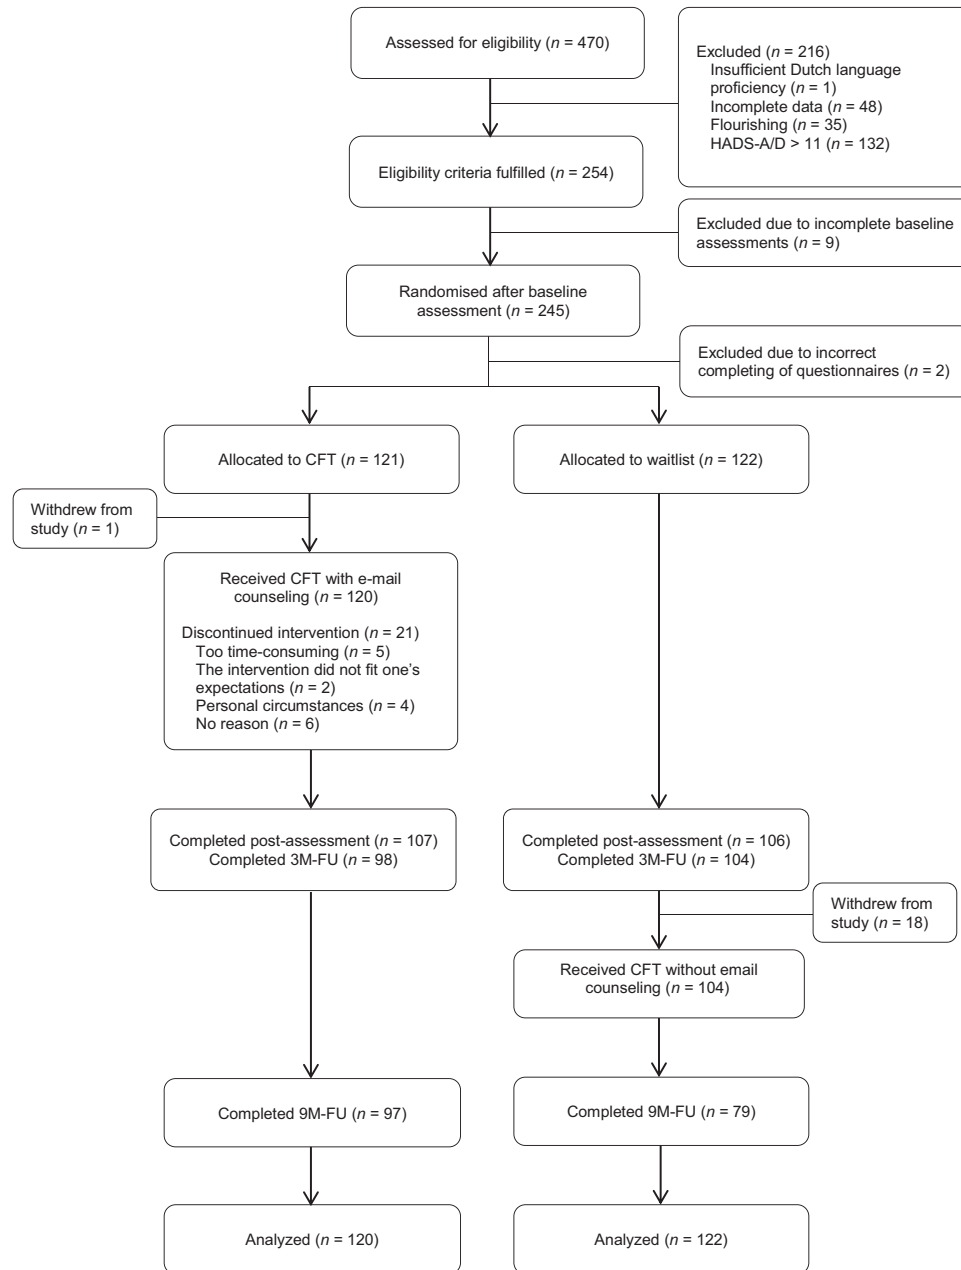 Assessed for eligibility (n = 470)
Excluded (n = 216)
Insufficient Dutch language
proficiency (n = 1)
Incomplete data (n = 48)
Flourishing (n = 35)
HADS-A/D > 11 (n = 132)
Eligibility criteria fulfilled (n = 254)
Excluded due to incomplete baseline
assessments (n = 9)
Randomised after baseline
assessment (n = 245)
Excluded due to incorrect
completing of questionnaires (n = 2)
Allocated to CFT (n = 121)
Allocated to waitlist (n = 122)
Withdrew from
study (n = 1)
Received CFT with e-mail
counseling (n = 120)
Discontinued intervention (n = 21)
Too time-consuming (n = 5)
The intervention did not fit one's
expectations (n = 2)
Personal circumstances (n = 4)
No reason (n = 6)
Completed post-assessment (n = 107)
Completed 3M-FU (n = 98)
Completed post-assessment (n = 106)
Completed 3M-FU (n = 104)
Withdrew from
study (n = 18)
Received CFT without email
counseling (n = 104)
Completed 9M-FU (n = 97)
Completed 9M-FU (n = 79)
Analyzed (n = 120)
Analyzed (n = 122)